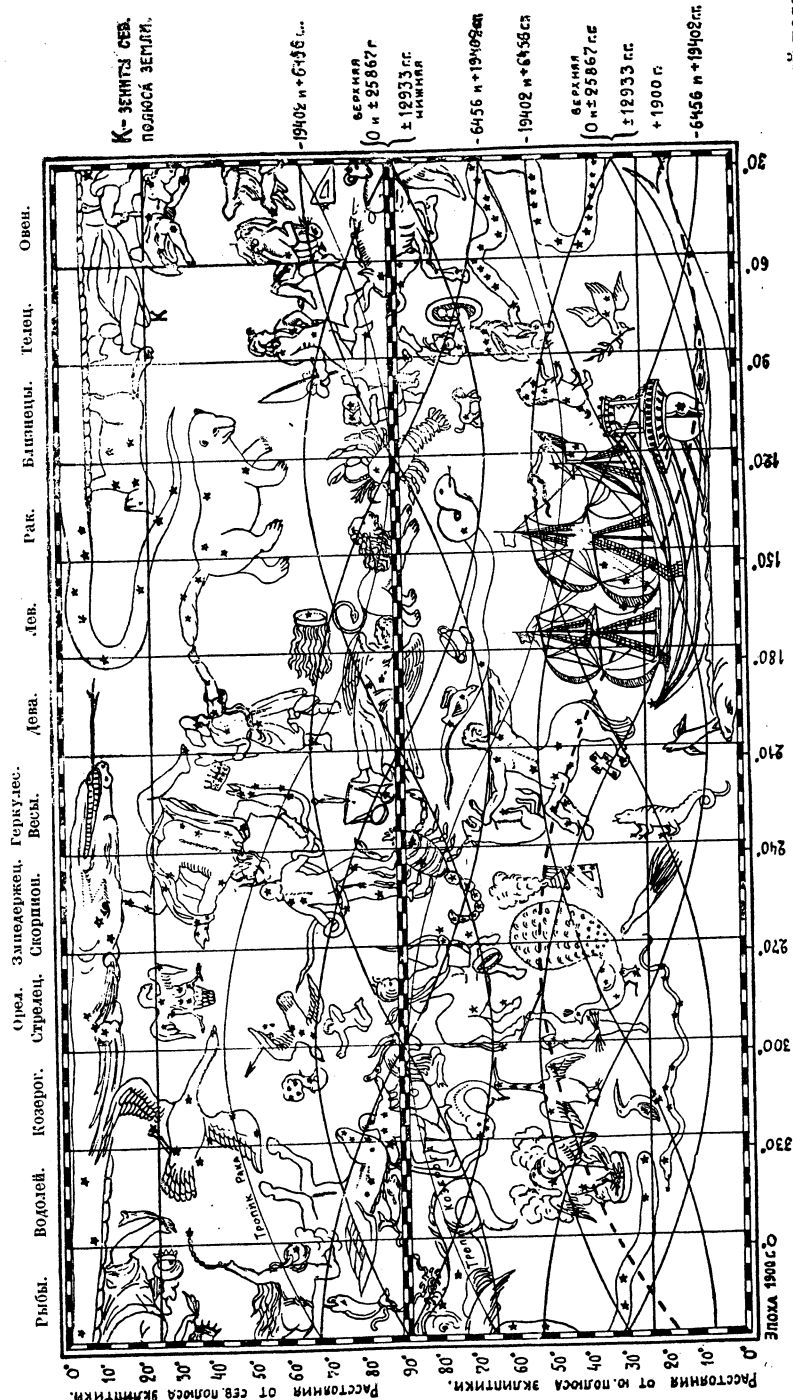 К – ЗЕНИТЫ СЕВ.
ПОЛЮСА ЗЕМЛИ.
-19402 n + 6456
ВЕРХНЯЯ
0 n ± 25867 г
± 12933 г.г.
НИЖНЯЯ
-6456 n + 19402
-19402 n + 6456
ВЕРХНЯЯ
0 n ± 25867 г.г
± 12933 г.г.
+ 1900 г.
-6456 n + 19402 г.г.
Рыбы. Водолей. Козерог. Стрелец. Скорпион. Весы. Дева. Лев. Рак. Близнецы. Телец. Овен.
Орел. Змиедержец. Геркулес.
К
Тропик Рака
Тропик
0° 10° 20° 30° 40° 50° 60° 70° 80° 90° 80° 70° 60° 50° 40° 30° 20° 10° 0°
РАССТОЯНИЯ ОТ СЕВ. ПОЛЮСА ЭКЛИПТИКИ.
РАССТОЯНИЯ ОТ Ю. ПОЛЮСА ЭКЛИПТИКИ.
ЭПОХА 1900 г. 0° 330° 300° 270° 240° 210° 180° 150° 120° 90° 60° 30°